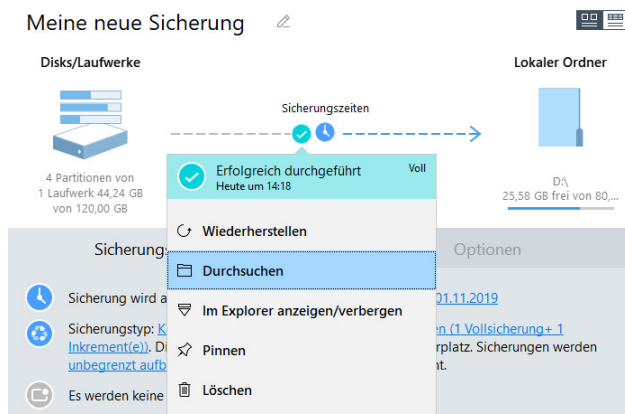 Meine neue Sicherung
Disks/Laufwerke
Lokaler Ordner
Sicherungszeiten
4 Partitionen von
1 Laufwerk 44,24 GB
von 120,00 GB
D:\
25,58 GB frei von 80,...
Erfolgreich durchgeführt Voll
Heute um 14:18
Wiederherstellen
Durchsuchen
Im Explorer anzeigen/verbergen
Pinnen
Löschen
Optionen
Sicherung wird a 01.11.2019
Sicherungstyp: en (1 Vollsicherung+ 1
Inkrement(e)). rplatz. Sicherungen werden
unbegrenzt aufb
Es werden keine